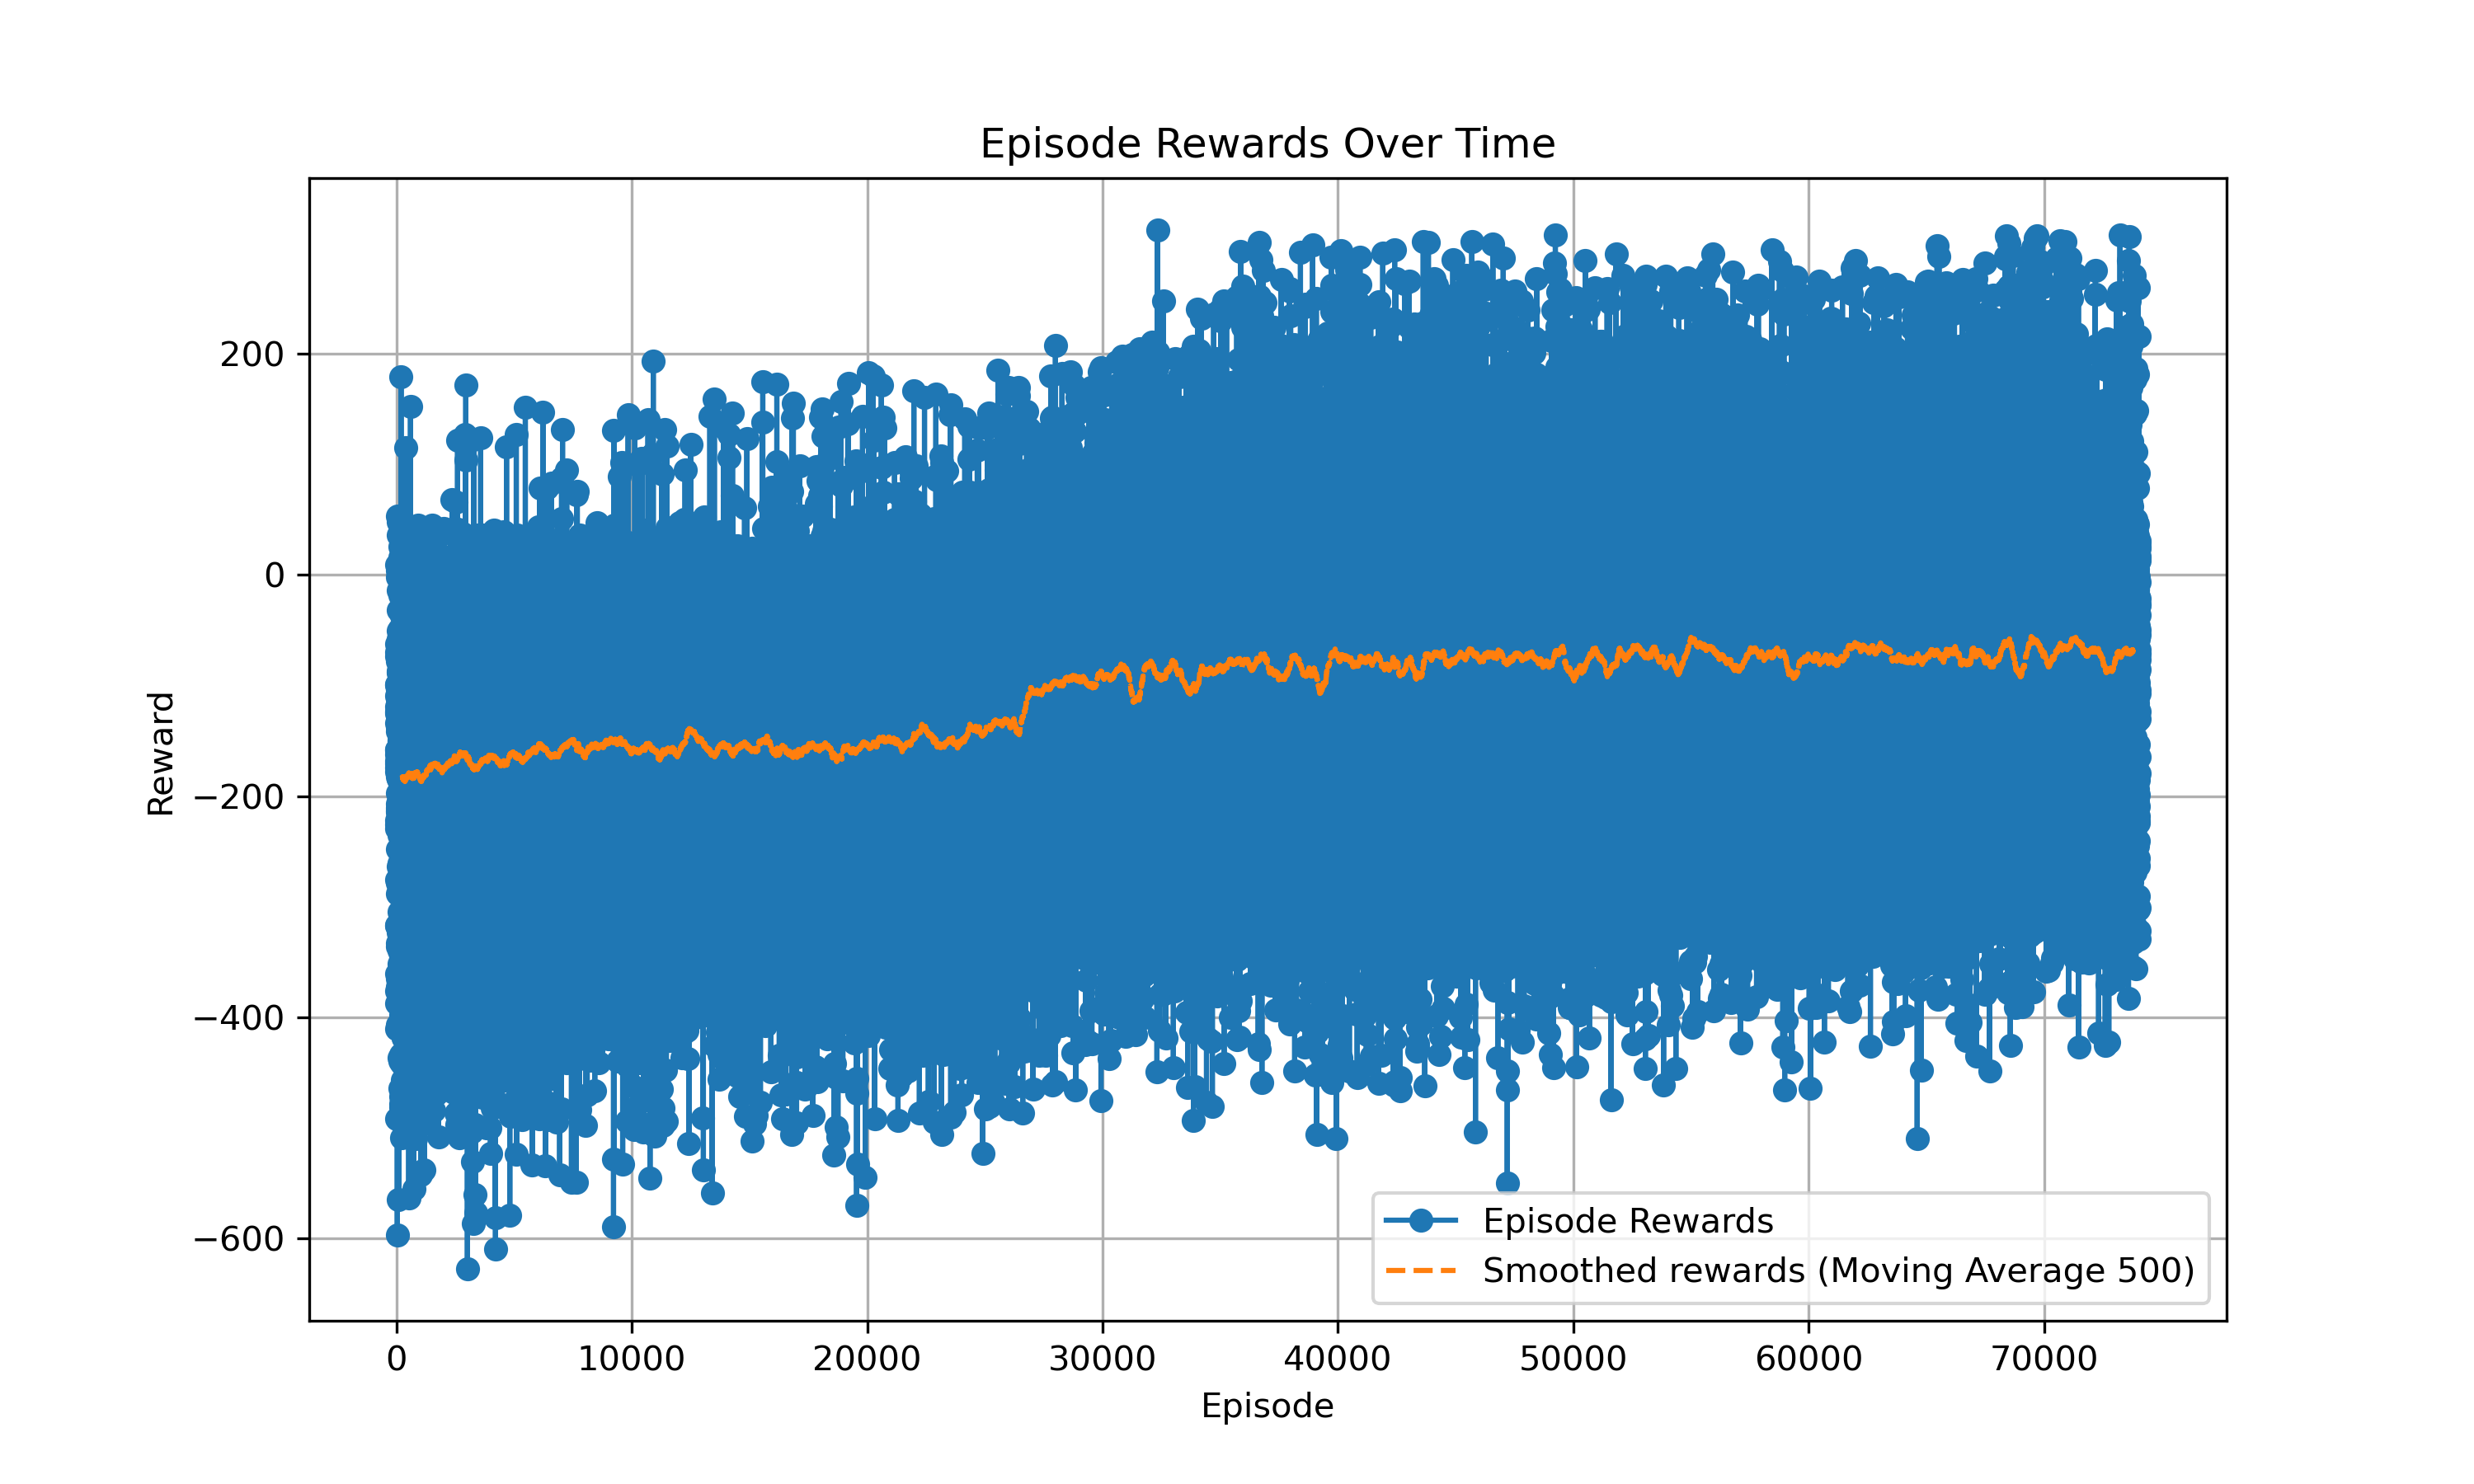 Episode Rewards Over Time
Reward
200
0
−200
−400
−600
0 10000 20000 30000 40000 50000 60000 70000
Episode
Episode Rewards
Smoothed rewards (Moving Average 500)